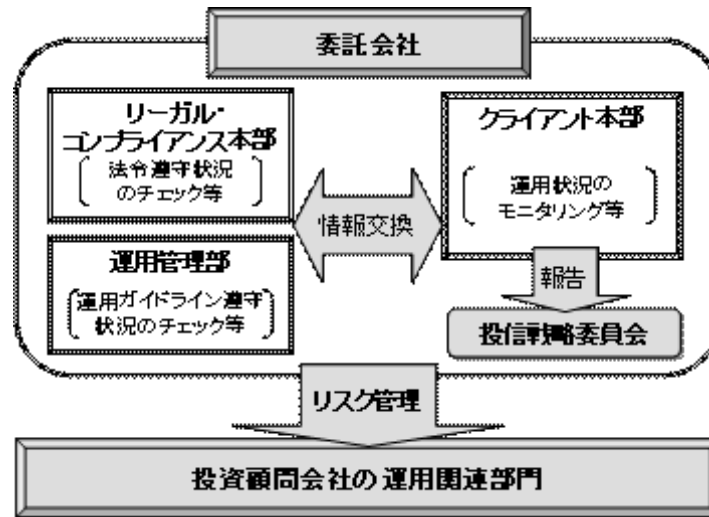 委託会社
リーガル・
コンプライアンス本部
法令遵守状況
のチェック等
運用管理部
運用ガイドライン遵守
状況のチェック等
情報交換
クライアント本部
運用状況の
モニタリング等
報告
投信戦略委員会
リスク管理
投資顧問会社の運用関連部門